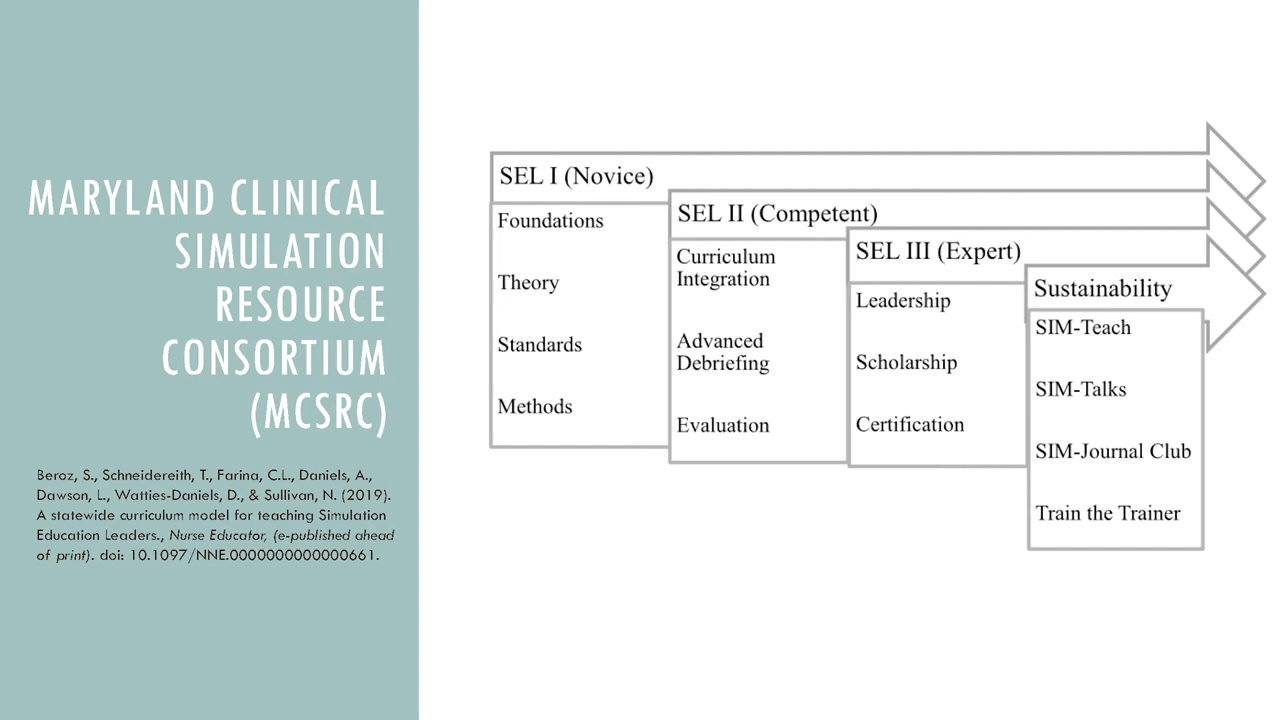 MARYLAND CLINICAL
SIMULATION
RESOURCE
CONSORTIUM
(MCSRC)
Beroz, S., Schneidereith, T., Farina, C.L., Daniels, A.,
Dawson, L., Watties-Daniels, D., & Sullivan, N. (2019).
A statewide curriculum model for teaching Simulation
Education Leaders., Nurse Educator, (e-published ahead
of print). doi: 10.1097/NNE.0000000000000661.
SEL I (Novice)
Foundations
Theory
Standards
Methods
SEL II (Competent)
Curriculum
Integration
Advanced
Debriefing
Evaluation
SEL III (Expert)
Leadership
Scholarship
Certification
Sustainability
SIM-Teach
SIM-Talks
SIM-Journal Club
Train the Trainer